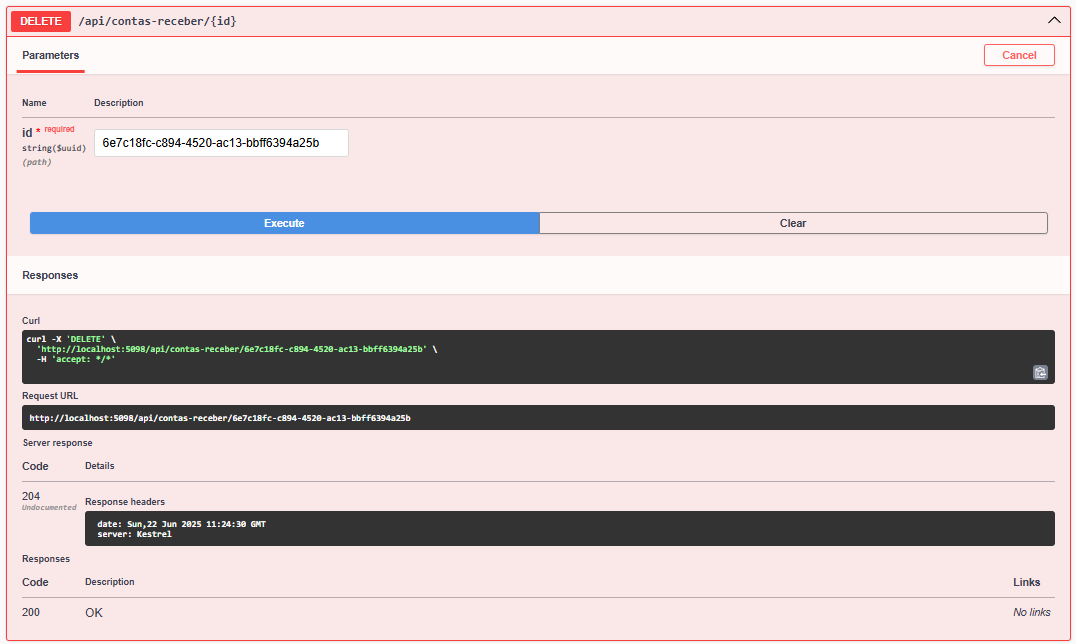 DELETE /api/contas-receber/{id}
Parameters
Cancel
Name Description
id * required
string($uuid)
(path)
6e7c18fc-c894-4520-ac13-bbff6394a25b
Execute
Clear
Responses
Curl
curl -X 'DELETE' \
'http://localhost:5098/api/contas-receber/6e7c18fc-c894-4520-ac13-bbff6394a25b' \
-H 'accept: */*'
Request URL
http://localhost:5098/api/contas-receber/6e7c18fc-c894-4520-ac13-bbff6394a25b
Server response
Code Details
204
Undocumented
Response headers
date: Sun,22 Jun 2025 11:24:30 GMT
server: Kestrel
Responses
Code Description Links
200 OK No links